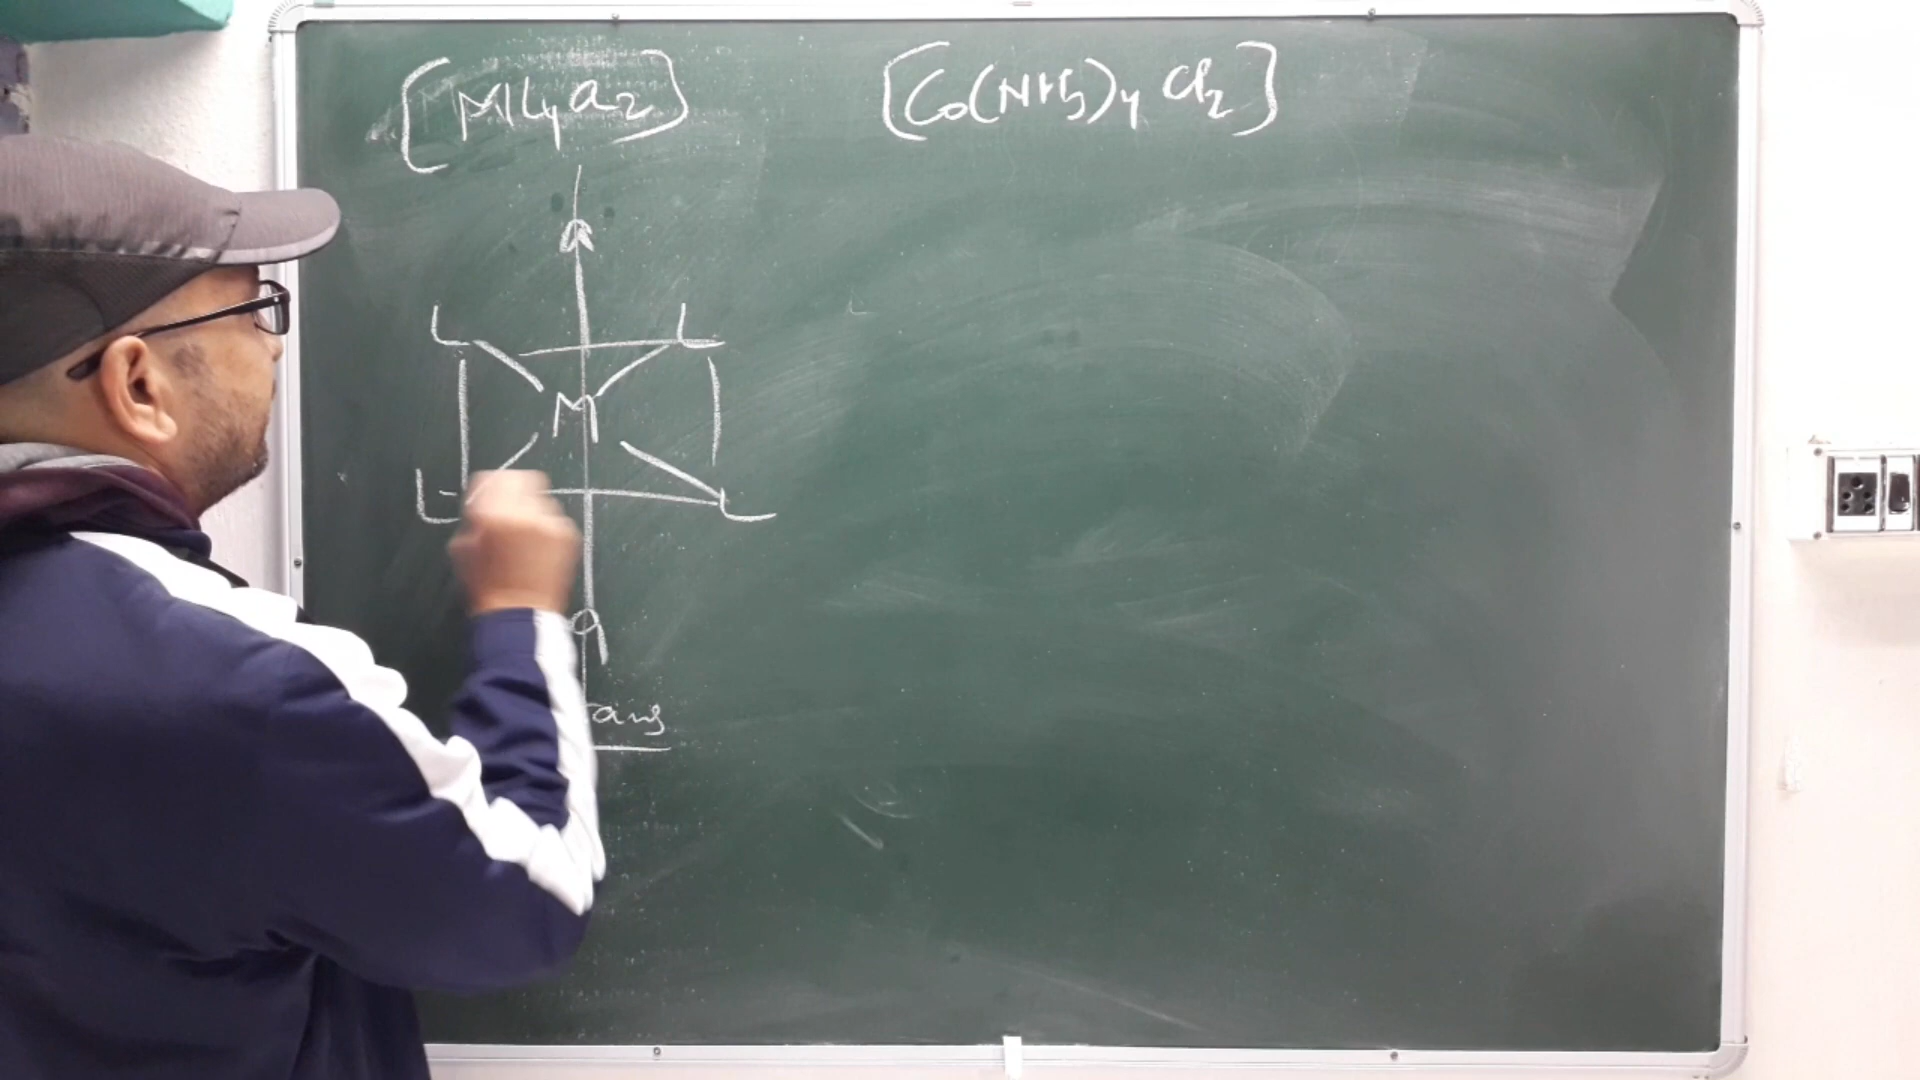 [ML4a2] [Co(NH3)4Cl2]
a
L L
M
L L
a
trans